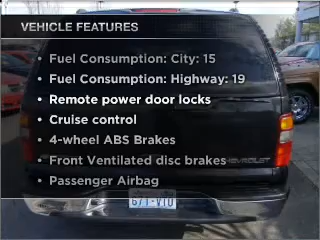 VEHICLE FEATURES
• Fuel Consumption: City: 15
• Fuel Consumption: Highway: 19
• Remote power door locks
• Cruise control
• 4-wheel ABS Brakes
• Front Ventilated disc brakes
CHEVROLET
• Passenger Airbag